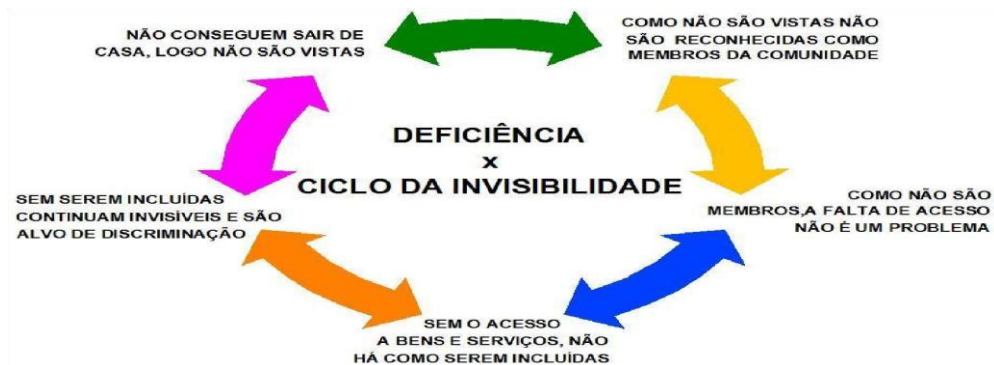 NÃO CONSEGUEM SAIR DE
CASA, LOGO NÃO SÃO VISTAS
COMO NÃO SÃO VISTAS NÃO
SÃO RECONHECIDAS COMO
MEMBROS DA COMUNIDADE
DEFICIÊNCIA
x
CICLO DA INVISIBILIDADE
COMO NÃO SÃO
MEMBROS,A FALTA DE ACESSO
NÃO É UM PROBLEMA
SEM O ACESSO
A BENS E SERVIÇOS, NÃO
HÁ COMO SEREM INCLUÍDAS
SEM SEREM INCLUÍDAS
CONTINUAM INVISÍVEIS E SÃO
ALVO DE DISCRIMINAÇÃO